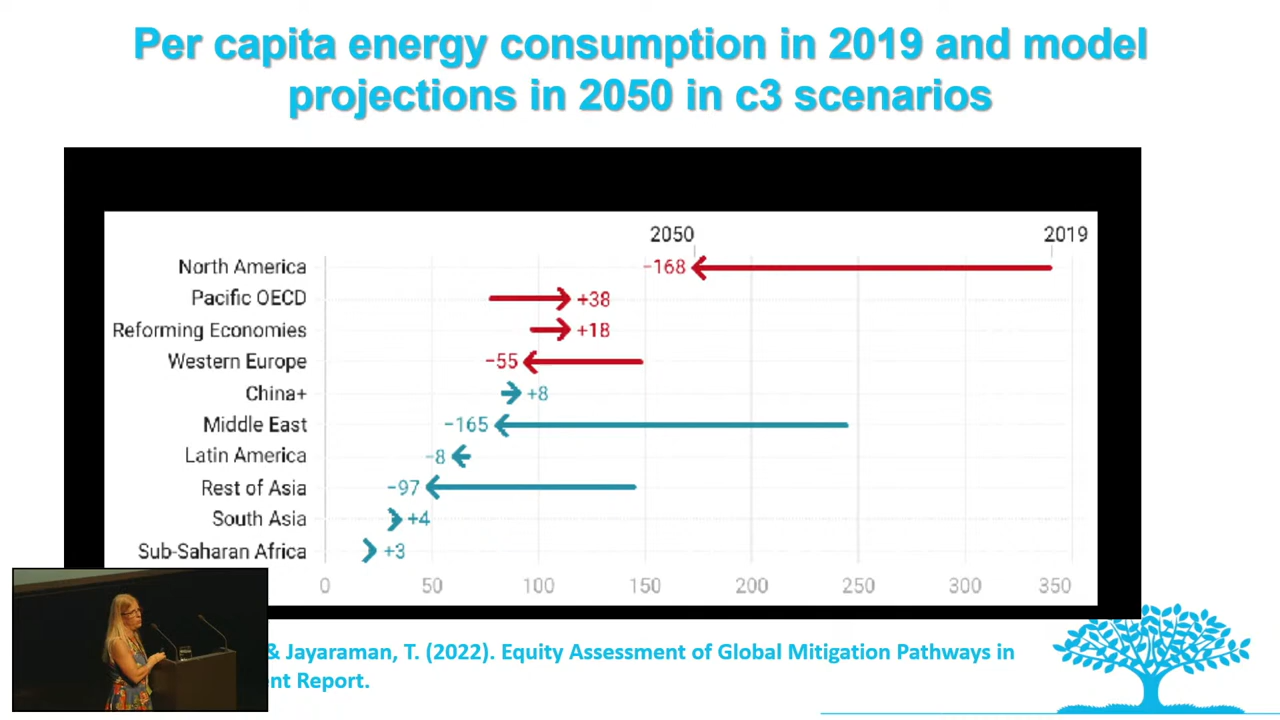 Per capita energy consumption in 2019 and model
projections in 2050 in c3 scenarios
2050 2019
North America −168
Pacific OECD +38
Reforming Economies +18
Western Europe −55
China+ +8
Middle East −165
Latin America −8
Rest of Asia −97
South Asia +4
Sub-Saharan Africa +3
0 50 100 150 200 250 300 350
& Jayaraman, T. (2022). Equity Assessment of Global Mitigation Pathways in
nt Report.